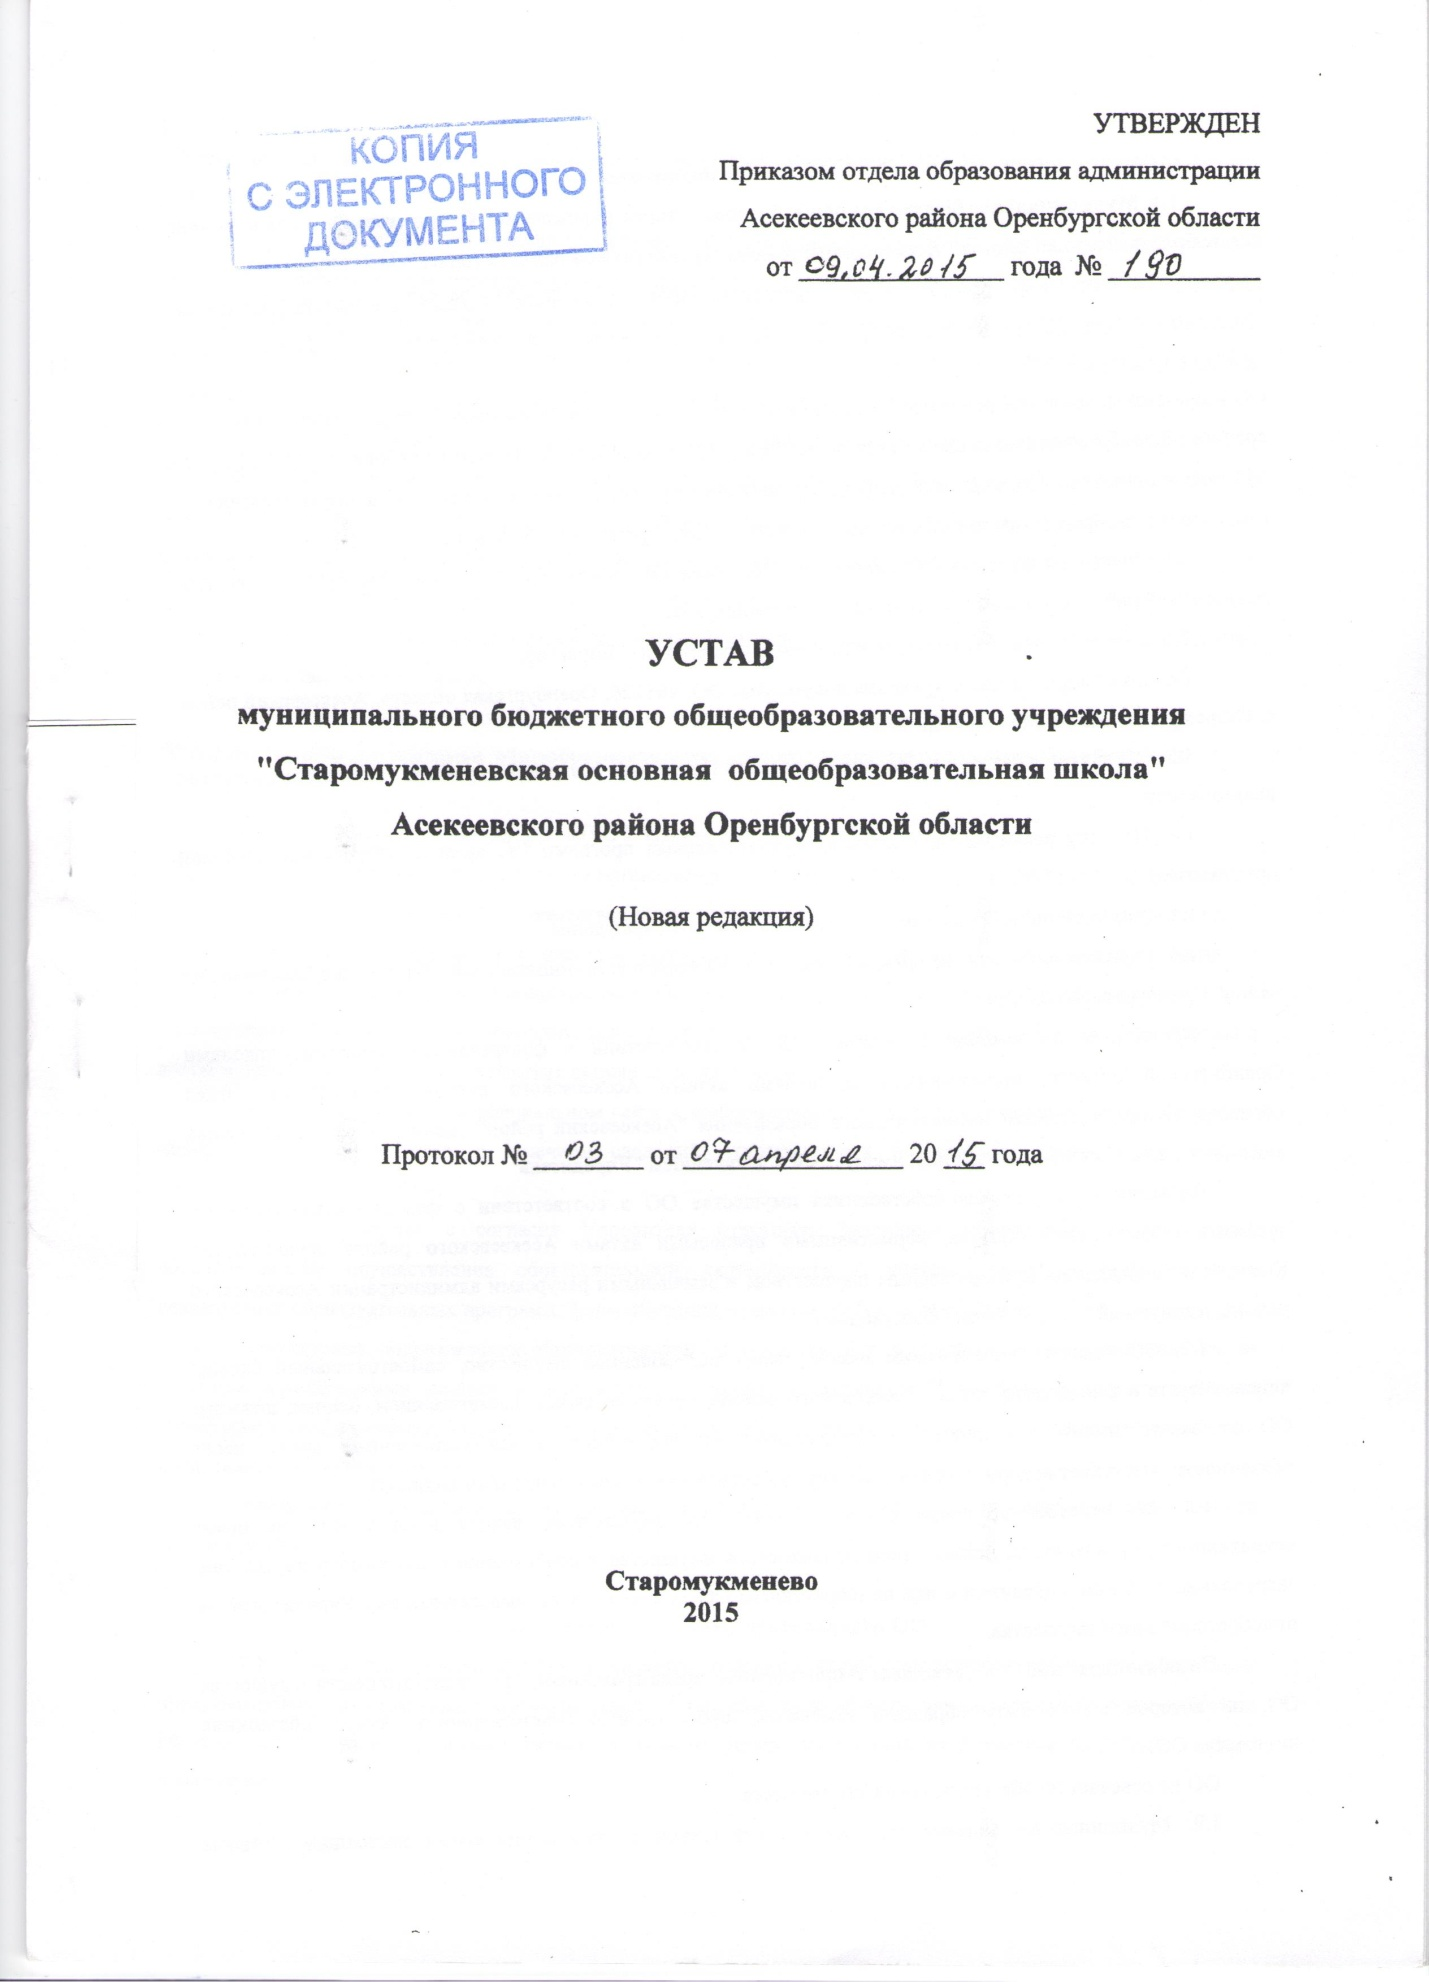 КОПИЯ
С ЭЛЕКТРОННОГО
ДОКУМЕНТА
УТВЕРЖДЕН
Приказом отдела образования администрации
Асекеевского района Оренбургской области
от 09.04.2015 года № 190
УСТАВ
муниципального бюджетного общеобразовательного учреждения
"Старомукменевская основная общеобразовательная школа"
Асекеевского района Оренбургской области
(Новая редакция)
Протокол № 03 от 07 апреля 20 15 года
Старомукменево
2015